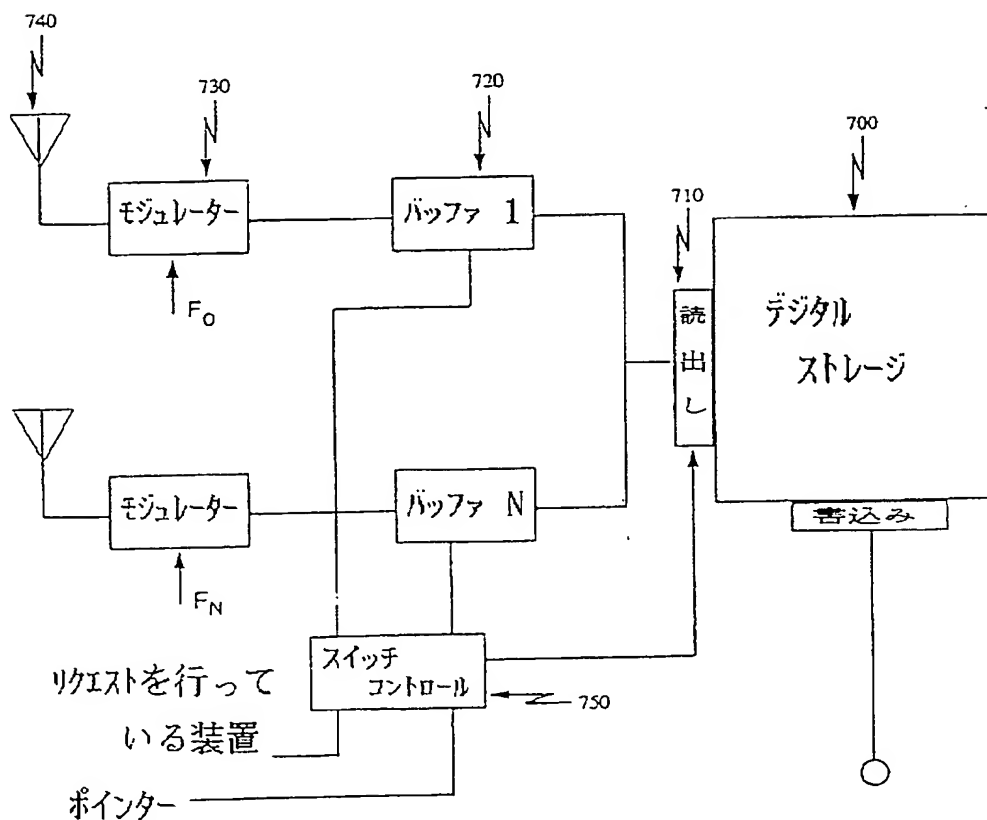 740
730
720
700
710
モジュレーター
バッファ 1
読出し
デジタル
ストレージ
FO
モジュレーター
バッファ N
書込み
FN
スイッチ
コントロール
リクエストを行って
いる装置
750
ポインター